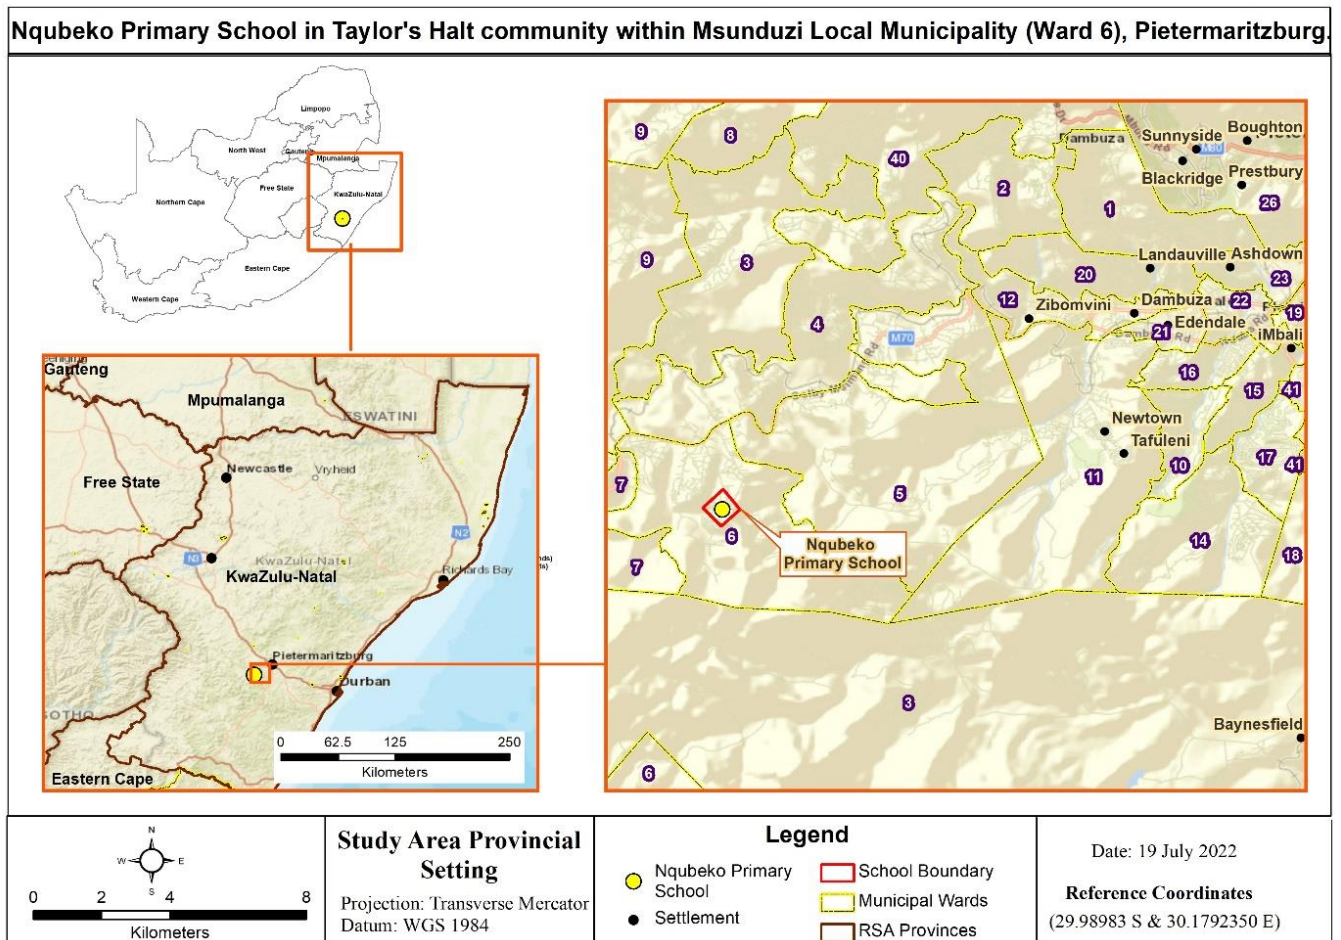 Nqubeko Primary School in Taylor's Halt community within Msunduzi Local Municipality (Ward 6), Pietermaritzburg.
Limpopo
North West
Gauteng
Mpumalanga
Free State
KwaZulu-Natal
Northern Cape
Eastern Cape
Western Cape
9
8
40
2
1
Sunnyside
Boughton
M80
Blackridge
Prestbury
26
9
3
4
12
20
Landauville
Ashdown
23
Zibomvini
Dambuza
22
19
21
Edendale
iMbali
M70
16
15
41
Newtown
Tafuleni
17
41
11
10
7
5
6
Nqubeko
Primary School
7
14
18
3
Baynesfield
6
Gauteng
Mpumalanga
ESWATINI
Free State
Newcastle
Vryheid
N2
N3
KwaZulu-Natal
KwaZulu-Natal
Richards Bay
Pietermaritzburg
Durban
OTHO
Eastern Cape
0 62.5 125 250
Kilometers
N
W E
S
0 2 4 8
Kilometers
Study Area Provincial
Setting
Projection: Transverse Mercator
Datum: WGS 1984
Legend
Nqubeko Primary
School
Settlement
School Boundary
Municipal Wards
RSA Provinces
Date: 19 July 2022
Reference Coordinates
(29.98983 S & 30.1792350 E)